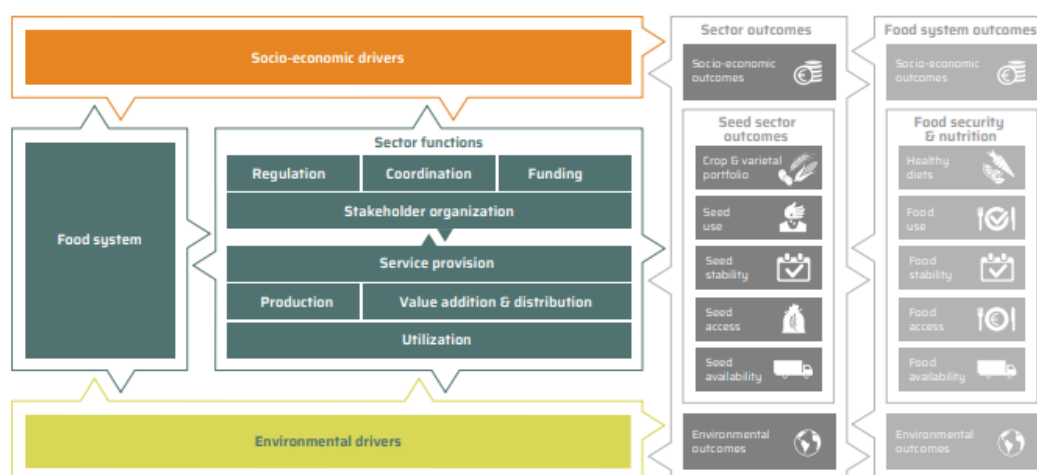 Socio-economic drivers
Food system
Sector functions
Regulation
Coordination
Funding
Stakeholder organization
Service provision
Production
Value addition & distribution
Utilization
Environmental drivers
Sector outcomes
Socio-economic
outcomes
Seed sector
outcomes
Crop & varietal
portfolio
Seed
use
Seed
stability
Seed
access
Seed
availability
Environmental
outcomes
Food system outcomes
Socio-economic
outcomes
Food security
& nutrition
Healthy
diets
Food
use
Food
stability
Food
access
Food
availability
Environmental
outcomes